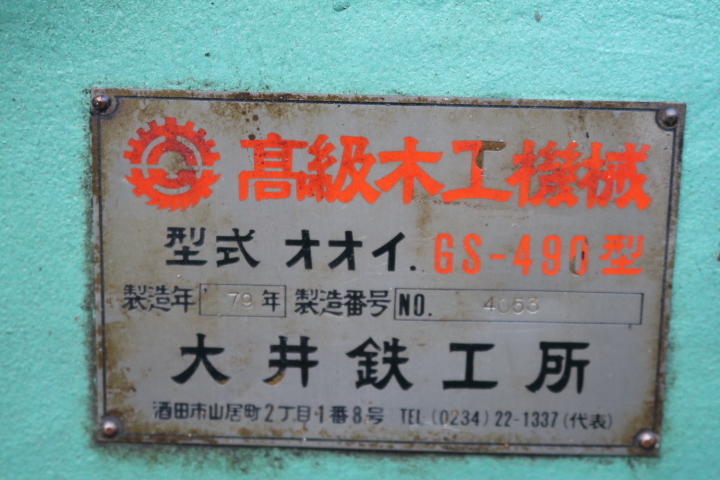 高級木工機械
型式 オオイ. GS-490型
製造年 '79年 製造番号 NO. 4053
大井鉄工所
酒田市山居町2丁目1番8号 TEL (0234) 22-1337 (代表)